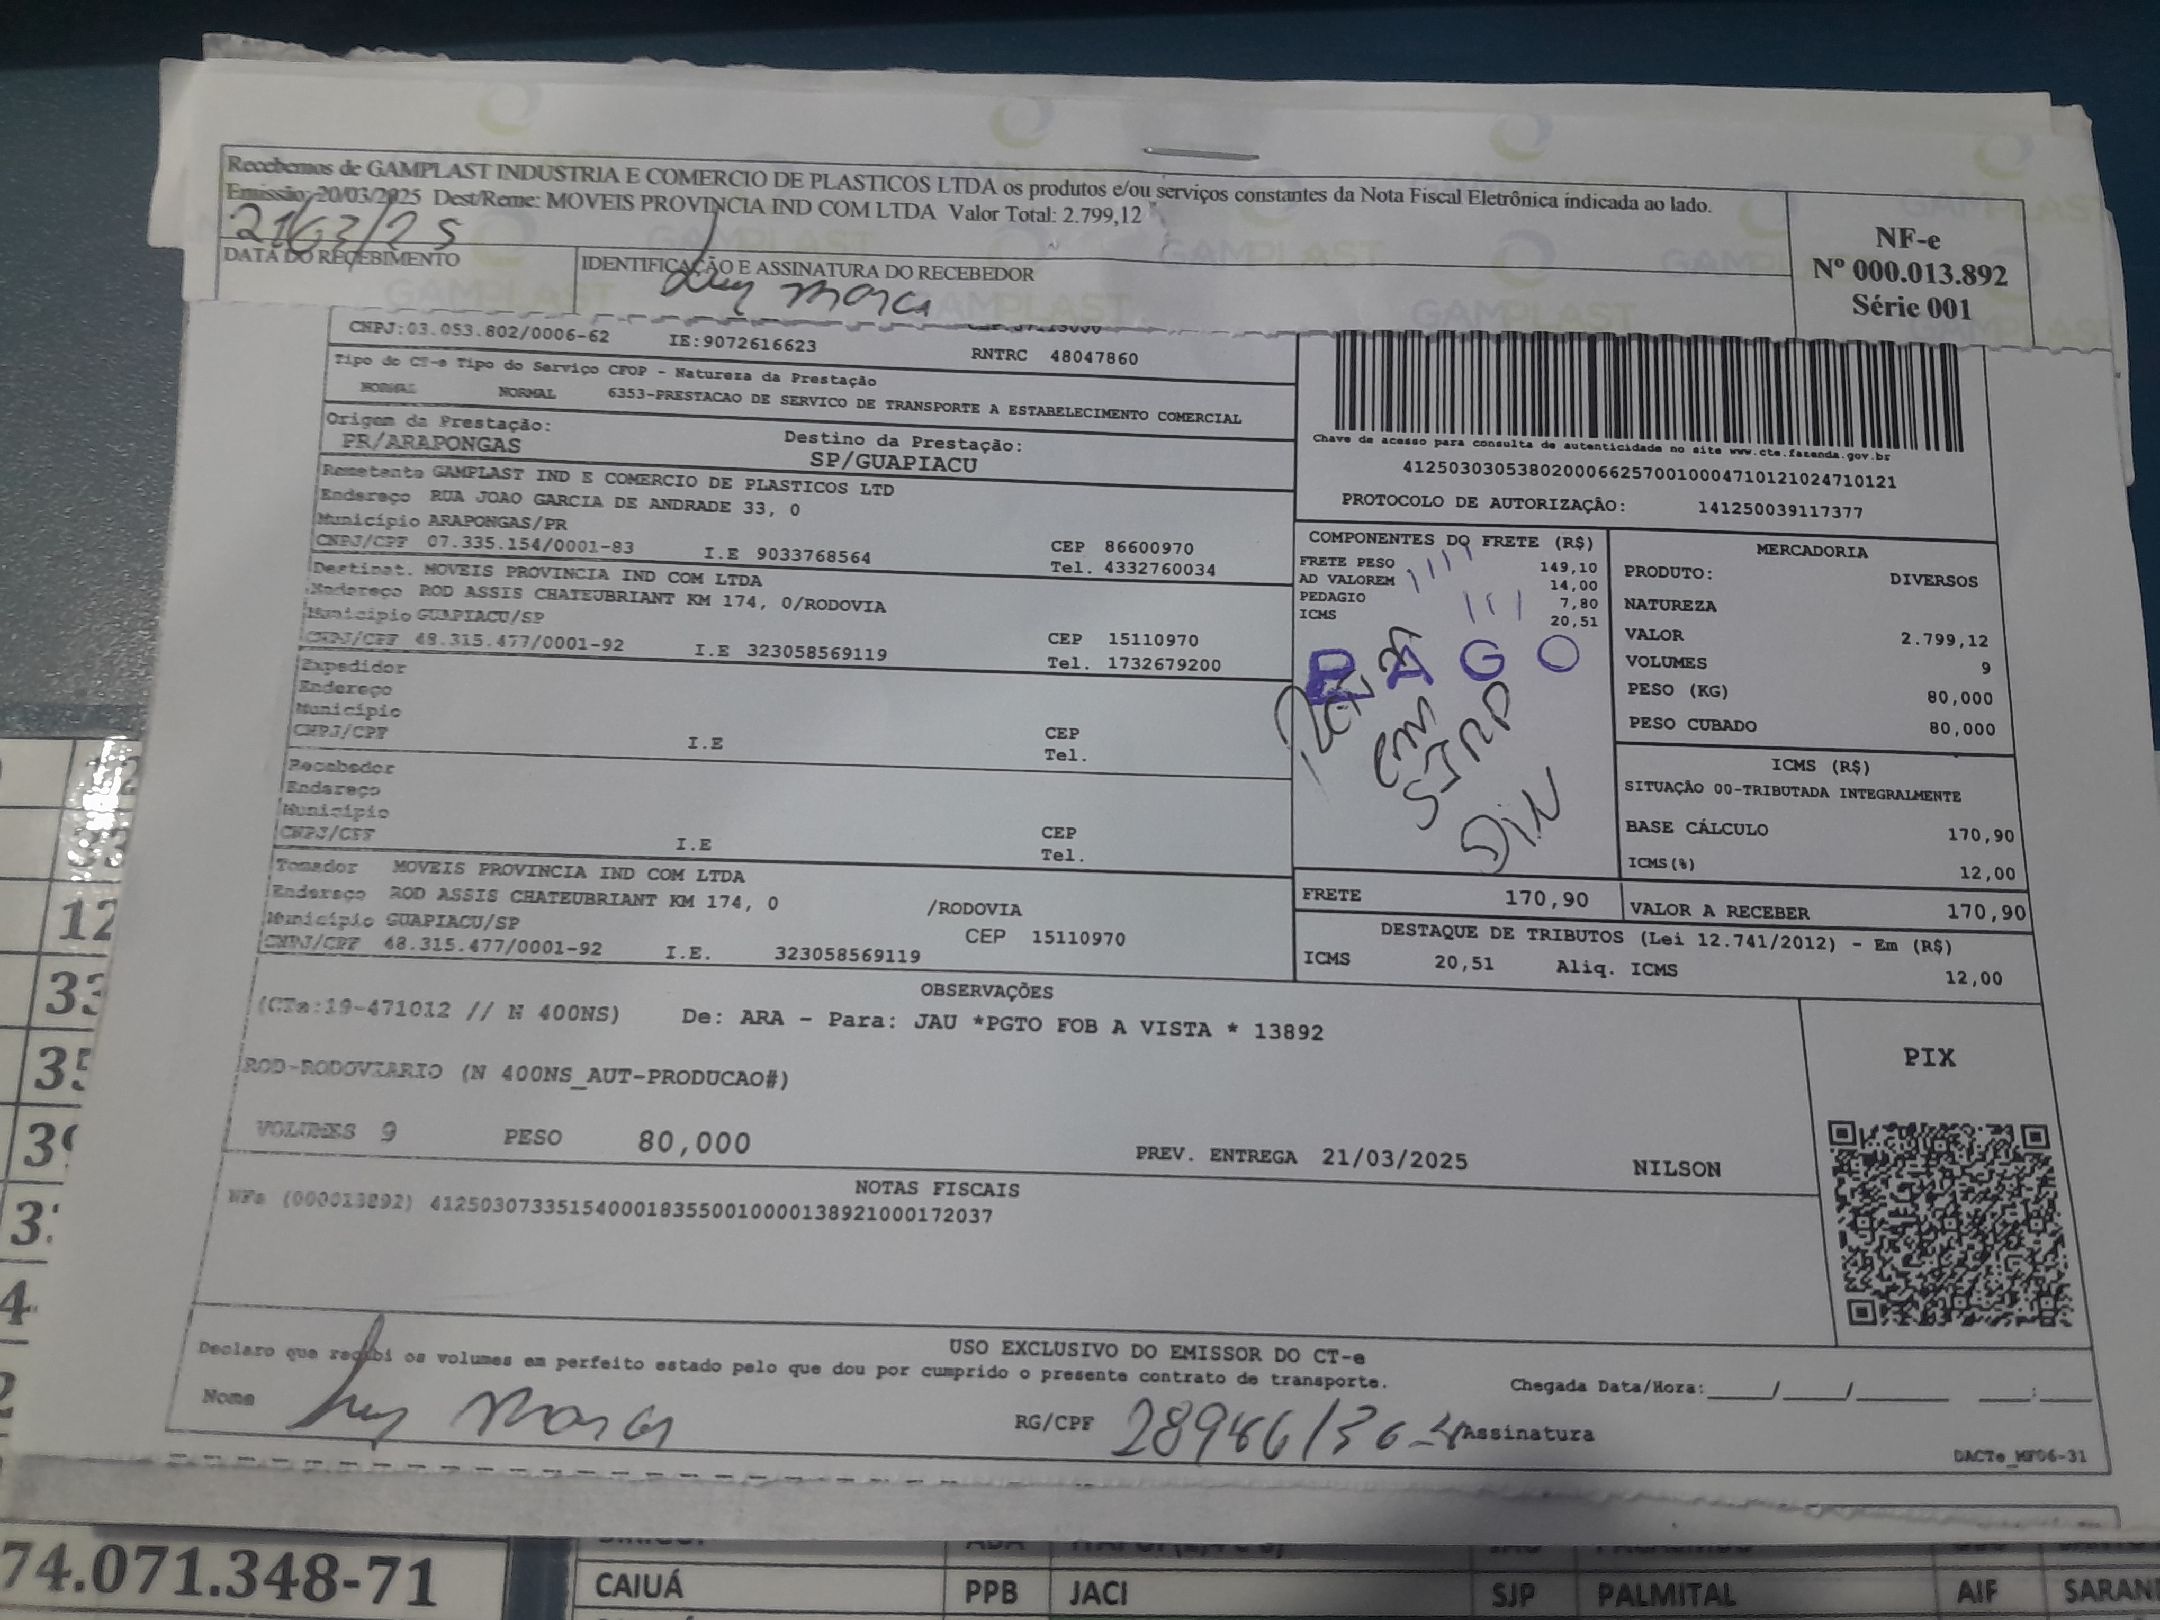 Recebemos de GAMPLAST INDUSTRIA E COMERCIO DE PLASTICOS LTDA os produtos e/ou serviços constantes da Nota Fiscal Eletrônica indicada ao lado.
Emissão: 20/03/2025 Dest/Reme: MOVEIS PROVINCIA IND COM LTDA Valor Total: 2.799,12
21/03/25
DATA DO RECEBIMENTO
IDENTIFICAÇÃO E ASSINATURA DO RECEBEDOR
NF-e
Nº 000.013.892
Série 001
CNPJ:03.053.802/0006-62 IE:9072616623 RNTRC 48047860
Tipo do CT-e Tipo do Serviço CFOP - Natureza da Prestação
NORMAL NORMAL 6353-PRESTACAO DE SERVICO DE TRANSPORTE A ESTABELECIMENTO COMERCIAL
Origem da Prestação: Destino da Prestação:
PR/ARAPONGAS SP/GUAPIACU
Remetente GAMPLAST IND E COMERCIO DE PLASTICOS LTD
Endereço RUA JOAO GARCIA DE ANDRADE 33, 0
Município ARAPONGAS/PR CEP 86600970
CNPJ/CPF 07.335.154/0001-83 I.E 9033768564 Tel. 4332760034
Destinat. MOVEIS PROVINCIA IND COM LTDA
Endereço ROD ASSIS CHATEUBRIANT KM 174, 0/RODOVIA
Município GUAPIACU/SP CEP 15110970
CNPJ/CPF 48.315.477/0001-92 I.E 323058569119 Tel. 1732679200
Expedidor
Endereço
Município CEP
CNPJ/CPF I.E Tel.
Recebedor
Endereço
Município CEP
CNPJ/CPF I.E Tel.
Tomador MOVEIS PROVINCIA IND COM LTDA
Endereço ROD ASSIS CHATEUBRIANT KM 174, 0 /RODOVIA
Município GUAPIACU/SP CEP 15110970
CNPJ/CPF 48.315.477/0001-92 I.E. 323058569119
Chave de acesso para consulta de autenticidade no site www.cte.fazenda.gov.br
41250303053802000662570010004710121024710121
PROTOCOLO DE AUTORIZAÇÃO: 141250039117377
COMPONENTES DO FRETE (R$)
FRETE PESO 149,10
AD VALOREM 14,00
PEDAGIO 7,80
ICMS 20,51
PAGO
EM
DIN
FRETE 170,90
MERCADORIA
PRODUTO: DIVERSOS
NATUREZA
VALOR 2.799,12
VOLUMES 9
PESO (KG) 80,000
PESO CUBADO 80,000
ICMS (R$)
SITUAÇÃO 00-TRIBUTADA INTEGRALMENTE
BASE CÁLCULO 170,90
ICMS(%) 12,00
VALOR A RECEBER 170,90
DESTAQUE DE TRIBUTOS (Lei 12.741/2012) - Em (R$)
ICMS 20,51 Aliq. ICMS 12,00
OBSERVAÇÕES
(CTe:19-471012 // N 400NS) De: ARA - Para: JAU *PGTO FOB A VISTA * 13892
ROD-RODOVIARIO (N 400NS_AUT-PRODUCAO#)
VOLUMES 9 PESO 80,000 PREV. ENTREGA 21/03/2025 NILSON
PIX
NOTAS FISCAIS
NFs (000013892) 41250307335154000183550010000138921000172037
USO EXCLUSIVO DO EMISSOR DO CT-e
Declaro que recebi os volumes em perfeito estado pelo que dou por cumprido o presente contrato de transporte.
Chegada Data/Hora:____/____/______ ___:___
Nome RG/CPF Assinatura
DACTe_MF06-31
74.071.348-71
CAIUÁ PPB JACI SJP PALMITAL AIF